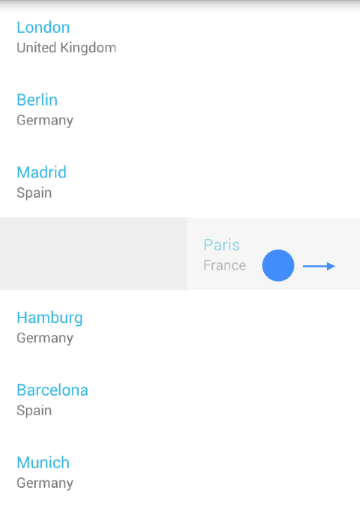 London
United Kingdom
Berlin
Germany
Madrid
Spain
Paris
France
Hamburg
Germany
Barcelona
Spain
Munich
Germany